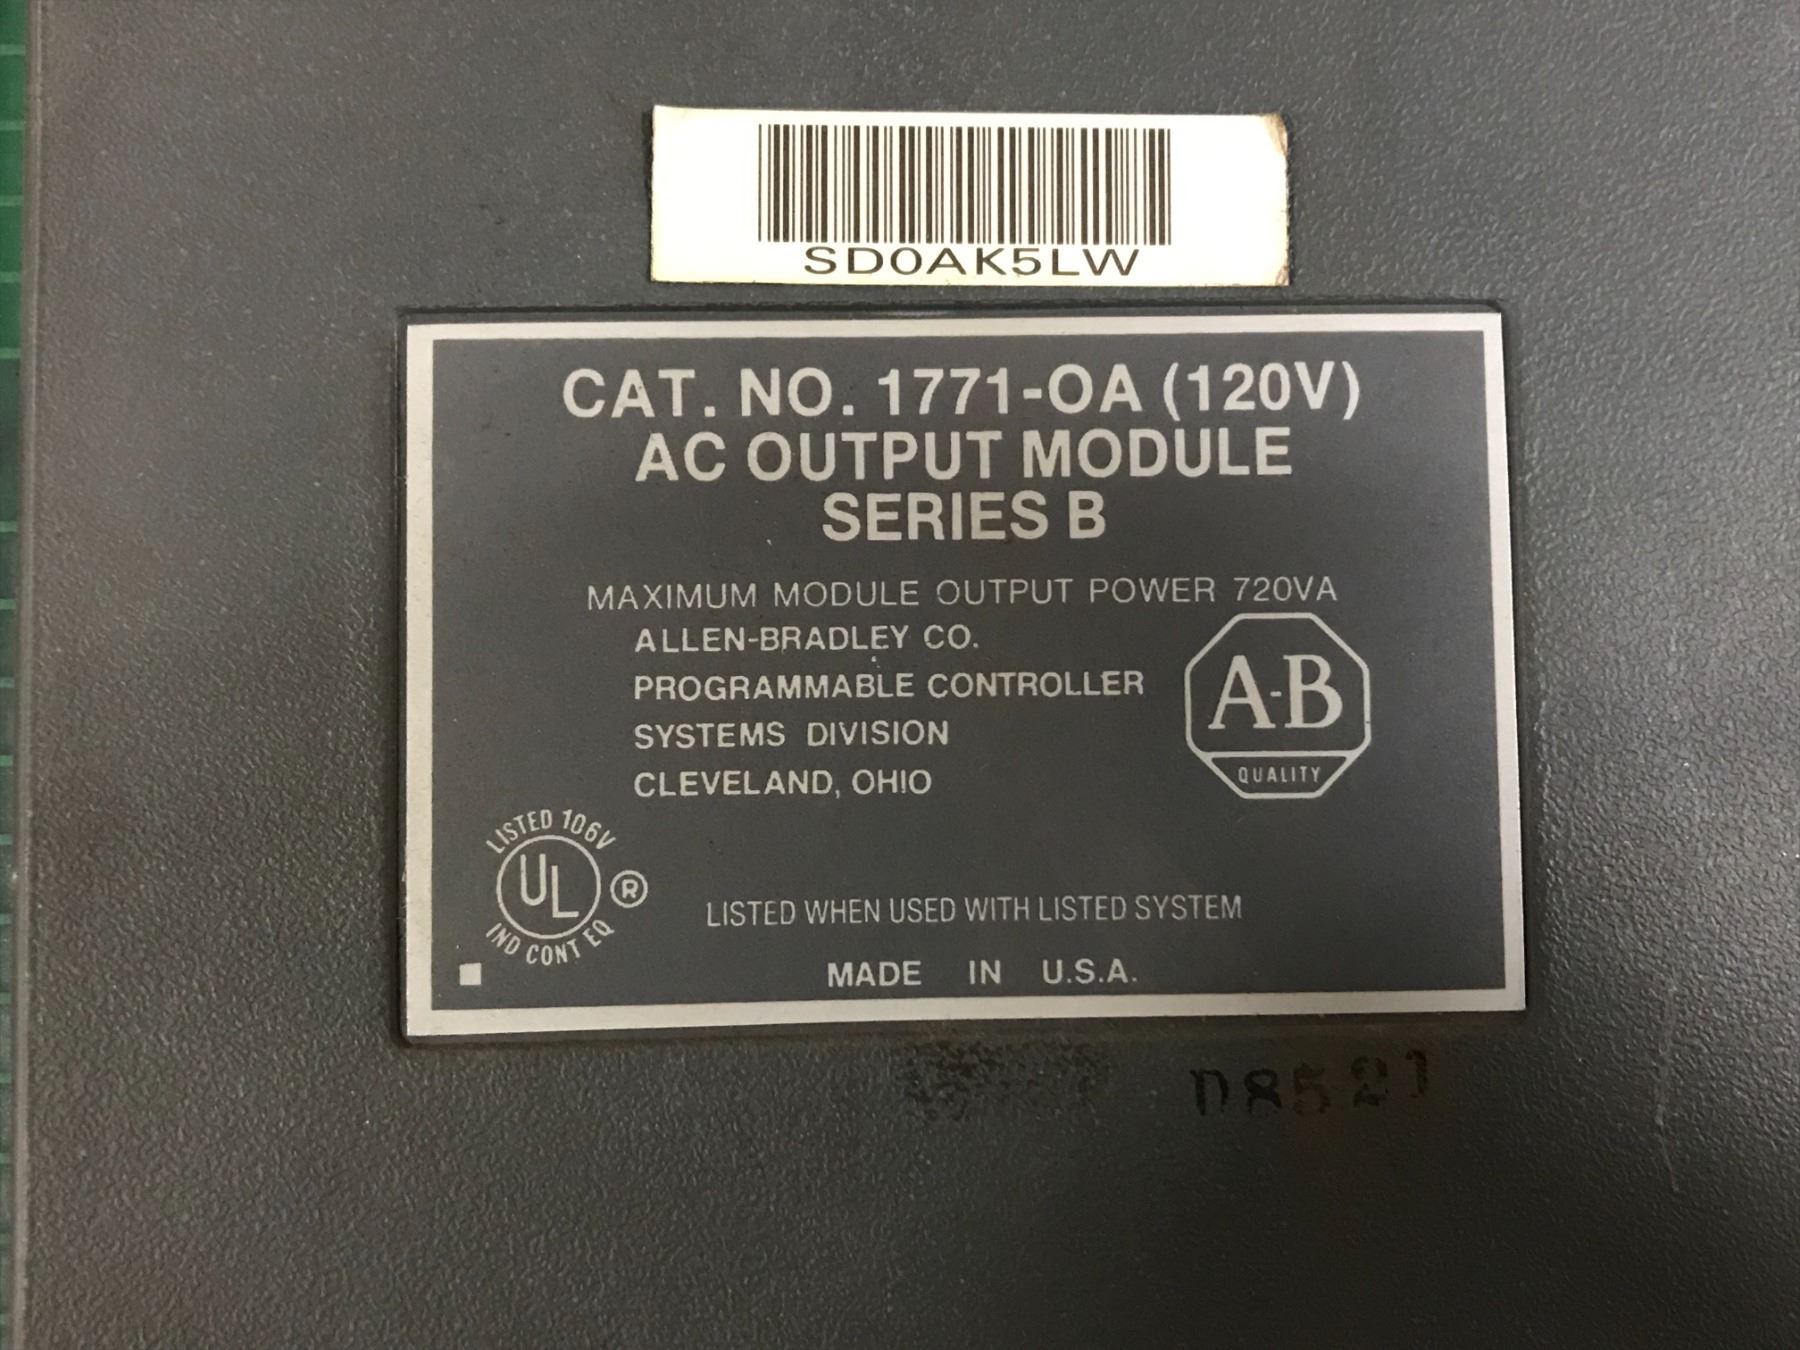 SD0AK5LW
CAT. NO. 1771-OA (120V)
AC OUTPUT MODULE
SERIES B
MAXIMUM MODULE OUTPUT POWER 720VA
ALLEN-BRADLEY CO.
PROGRAMMABLE CONTROLLER
SYSTEMS DIVISION
CLEVELAND, OHIO
A-B
QUALITY
LISTED 106V
UL ®
IND CONT EQ
LISTED WHEN USED WITH LISTED SYSTEM
MADE IN U.S.A.
D8521